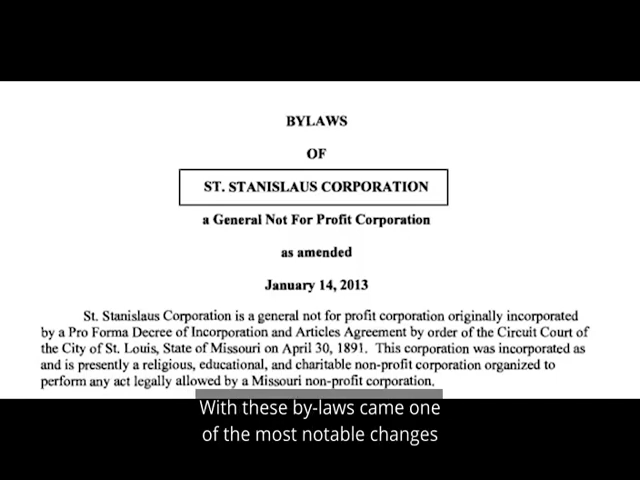 BYLAWS
OF
ST. STANISLAUS CORPORATION
a General Not For Profit Corporation
as amended
January 14, 2013
St. Stanislaus Corporation is a general not for profit corporation originally incorporated
by a Pro Forma Decree of Incorporation and Articles Agreement by order of the Circuit Court of
the City of St. Louis, State of Missouri on April 30, 1891. This corporation was incorporated as
and is presently a religious, educational, and charitable non-profit corporation organized to
perform any act legally allowed by a Missouri non-profit corporation.
With these by-laws came one
of the most notable changes